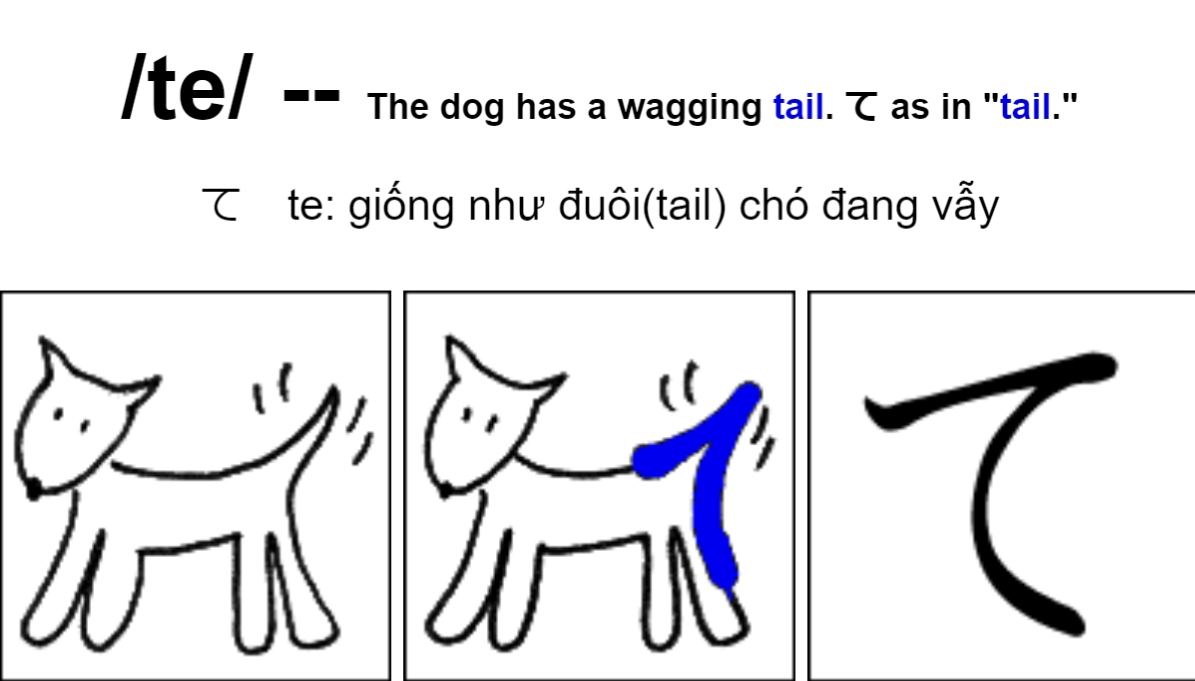 /te/ -- The dog has a wagging tail. て as in "tail."
て te: giống như đuôi(tail) chó đang vẫy
て